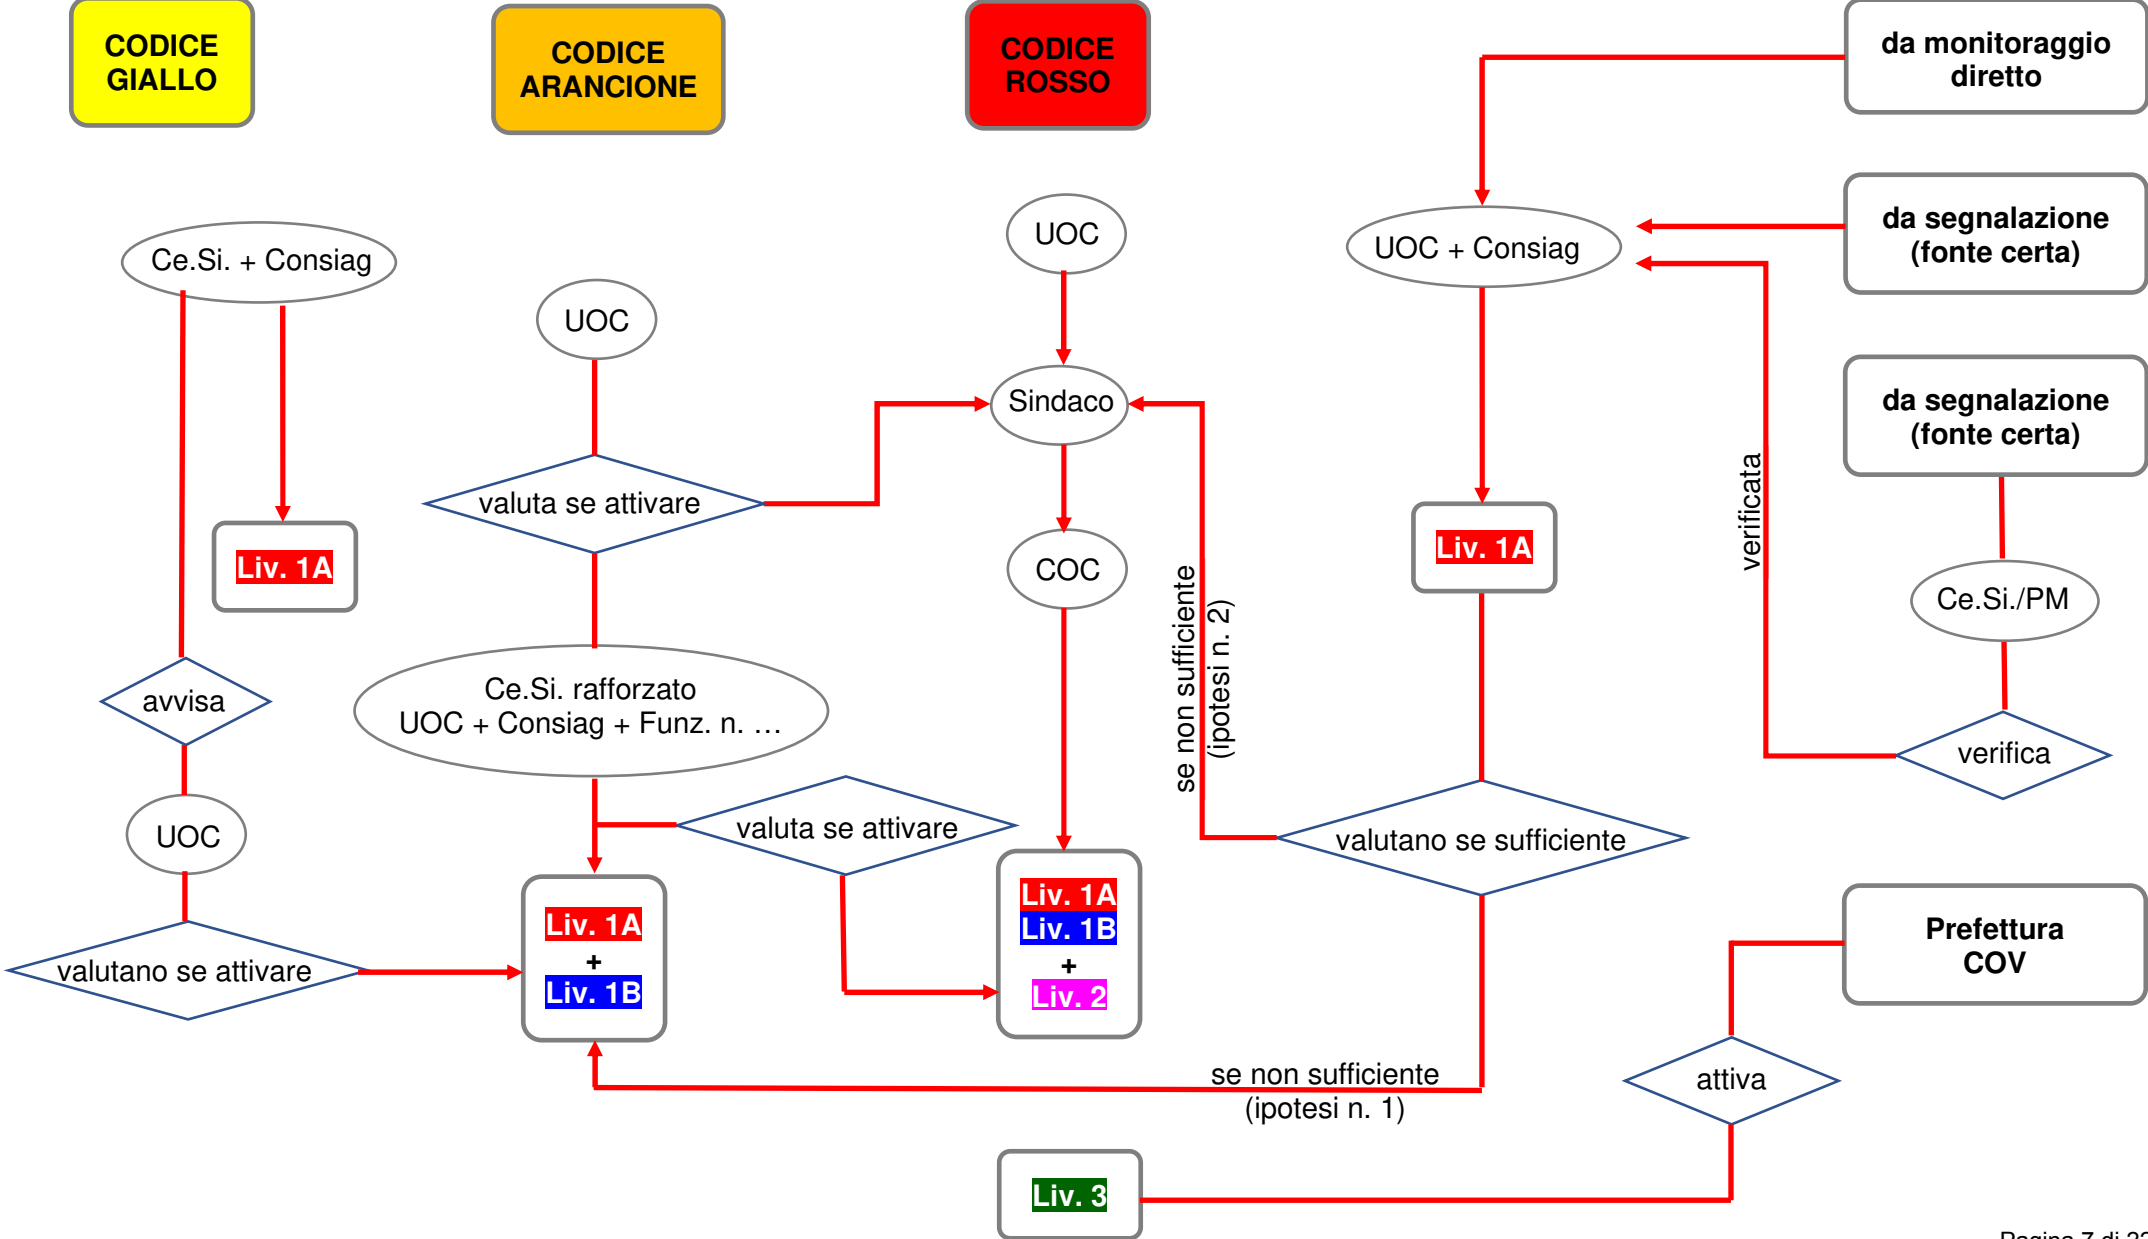 CODICE
GIALLO
CODICE
ARANCIONE
CODICE
ROSSO
da monitoraggio
diretto
UOC
da segnalazione
(fonte certa)
UOC + Consiag
Ce.Si. + Consiag
UOC
Sindaco
da segnalazione
(fonte certa)
valuta se attivare
verificata
Liv. 1A
Liv. 1A
COC
Ce.Si./PM
se non sufficiente
(ipotesi n. 2)
avvisa
Ce.Si. rafforzato
UOC + Consiag + Funz. n. …
verifica
UOC
valuta se attivare
valutano se sufficiente
Liv. 1A
+
Liv. 1B
Liv. 1A
Liv. 1B
+
Liv. 2
Prefettura
COV
valutano se attivare
se non sufficiente
(ipotesi n. 1)
attiva
Liv. 3
Pagina 7 di